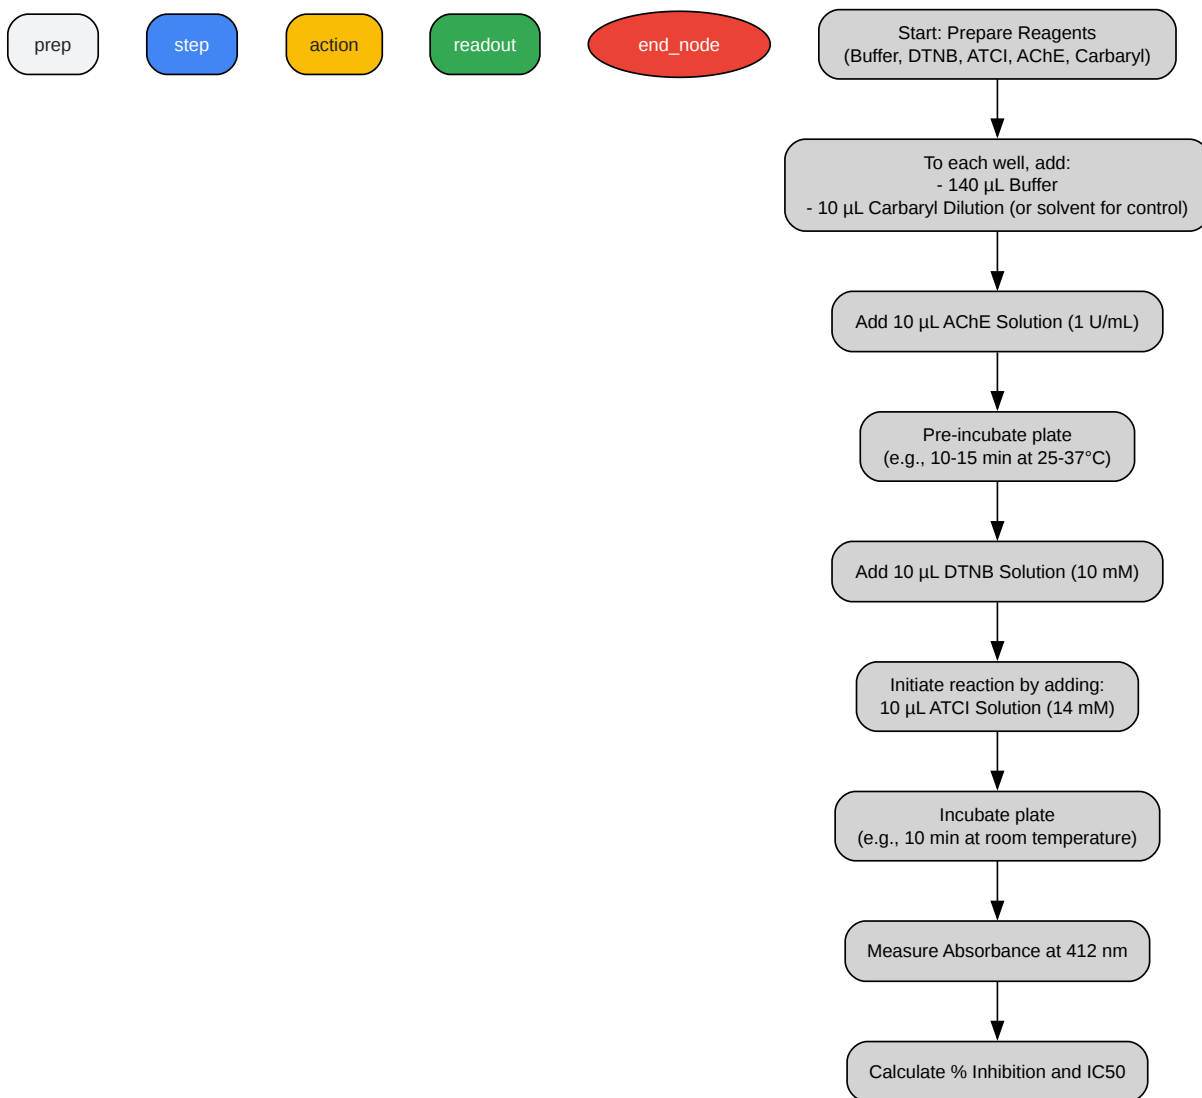 prep
step
action
readout
end_node
Start: Prepare Reagents
(Buffer, DTNB, ATCI, AChE, Carbaryl)
To each well, add:
- 140 µL Buffer
- 10 µL Carbaryl Dilution (or solvent for control)
Add 10 µL AChE Solution (1 U/mL)
Pre-incubate plate
(e.g., 10-15 min at 25-37°C)
Add 10 µL DTNB Solution (10 mM)
Initiate reaction by adding:
10 µL ATCI Solution (14 mM)
Incubate plate
(e.g., 10 min at room temperature)
Measure Absorbance at 412 nm
Calculate % Inhibition and IC50